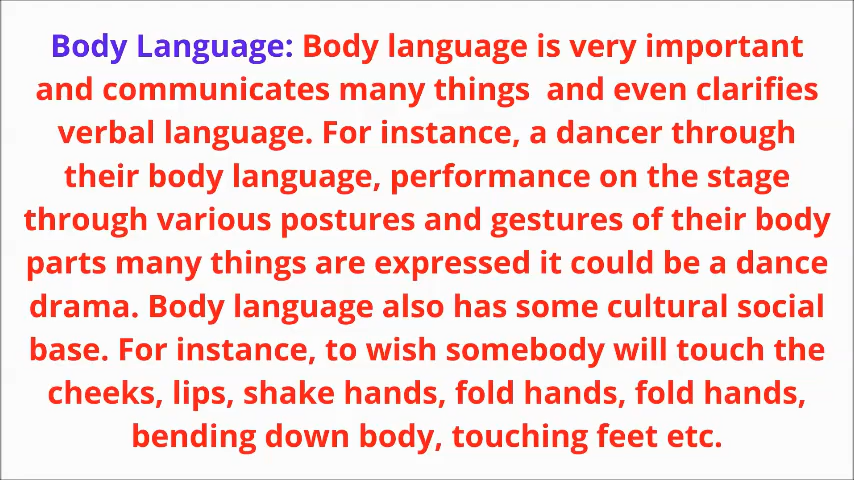 Body Language: Body language is very important
and communicates many things  and even clarifies
verbal language. For instance, a dancer through
their body language, performance on the stage
through various postures and gestures of their body
parts many things are expressed it could be a dance
drama. Body language also has some cultural social
base. For instance, to wish somebody will touch the
cheeks, lips, shake hands, fold hands, fold hands,
bending down body, touching feet etc.